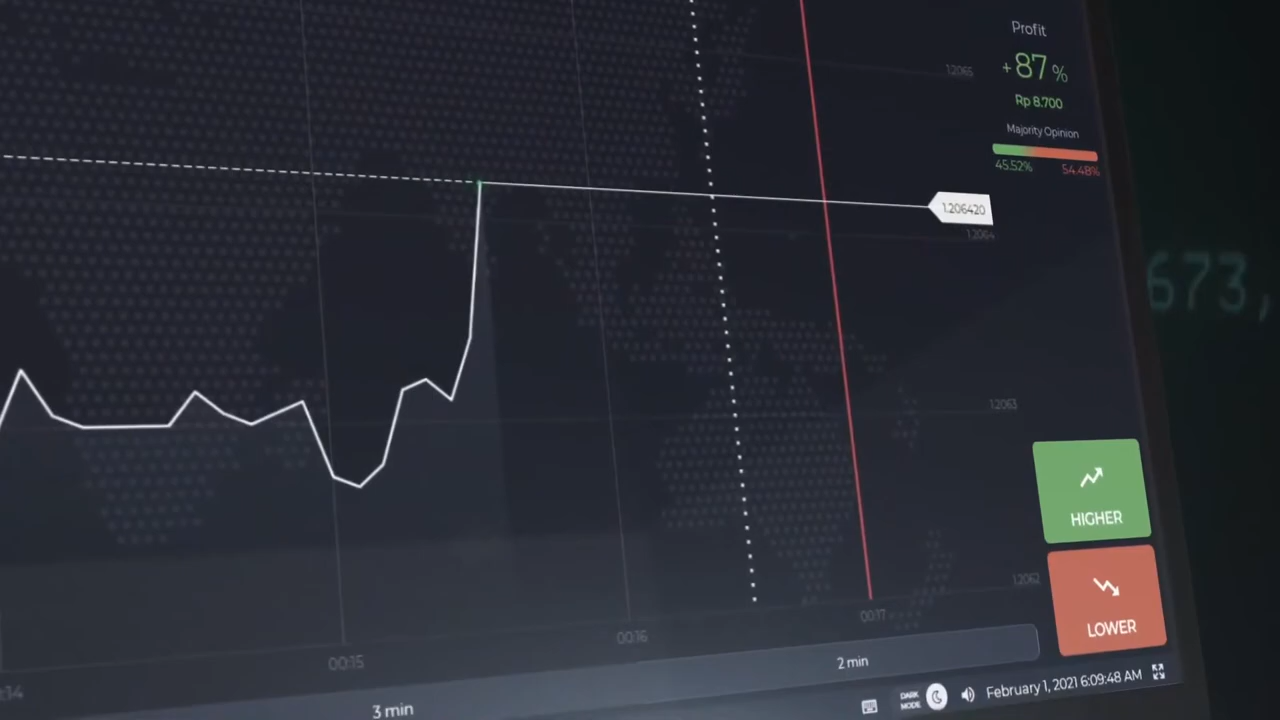 Profit
+87 %
Rp 8.700
Majority Opinion
45.52% 54.48%
1.2065
1.206420
1.2064
1.2063
1.2062
HIGHER
LOWER
:14
00:15
00:16
00:17
3 min
2 min
DARK
MODE
February 1, 2021 6:09:48 AM
673,